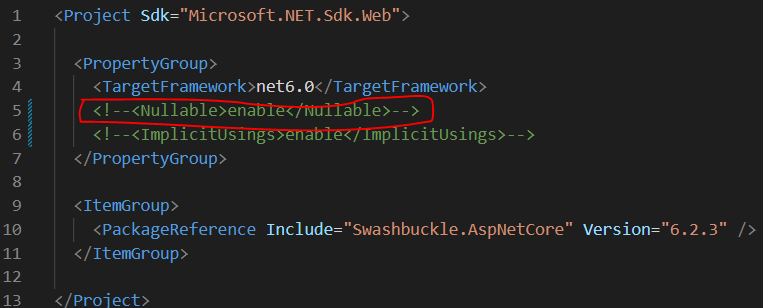 1 <Project Sdk="Microsoft.NET.Sdk.Web">
2
3 <PropertyGroup>
4 <TargetFramework>net6.0</TargetFramework>
5 <!--<Nullable>enable</Nullable>-->
6 <!--<ImplicitUsings>enable</ImplicitUsings>-->
7 </PropertyGroup>
8
9 <ItemGroup>
10 <PackageReference Include="Swashbuckle.AspNetCore" Version="6.2.3" />
11 </ItemGroup>
12
13 </Project>